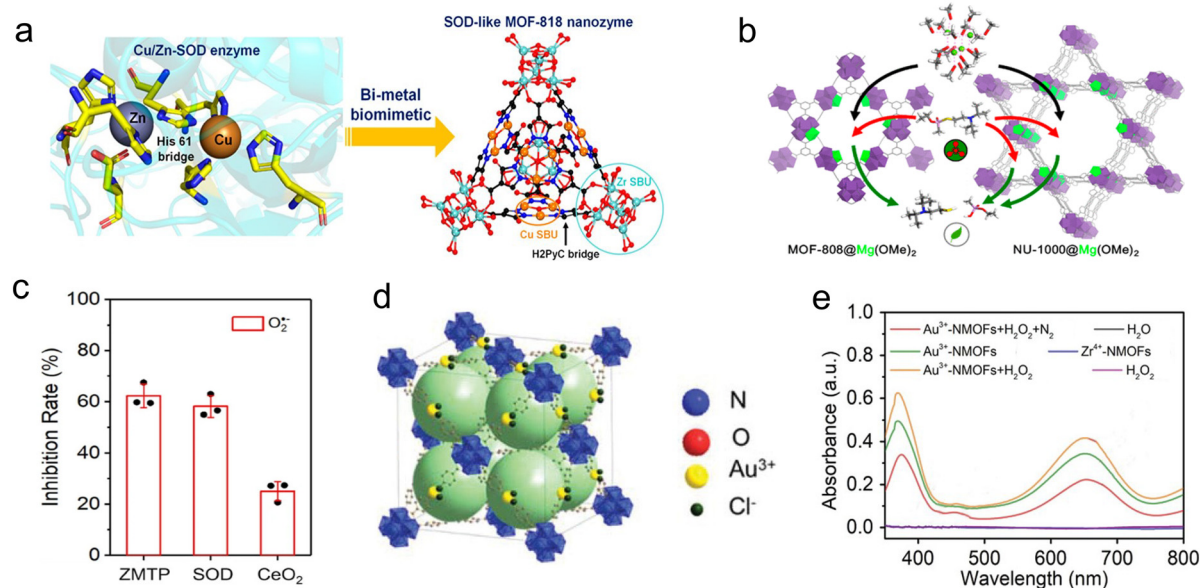 a
Cu/Zn-SOD enzyme
Zn
His 61
bridge
Cu
Bi-metal
biomimetic
SOD-like MOF-818 nanozyme
Zr SBU
Cu SBU
H2PyC bridge
b
MOF-808@Mg(OMe)₂
NU-1000@Mg(OMe)₂
c
Inhibition Rate (%)
100
80
60
40
20
0
O₂•⁻
ZMTP
SOD
CeO₂
d
N
O
Au³⁺
Cl⁻
e
Absorbance (a.u.)
1.0
0.8
0.6
0.4
0.2
0.0
Au³⁺-NMOFs+H₂O₂+N₂
H₂O
Au³⁺-NMOFs
Zr⁴⁺-NMOFs
Au³⁺-NMOFs+H₂O₂
H₂O₂
400
500
600
700
800
Wavelength (nm)